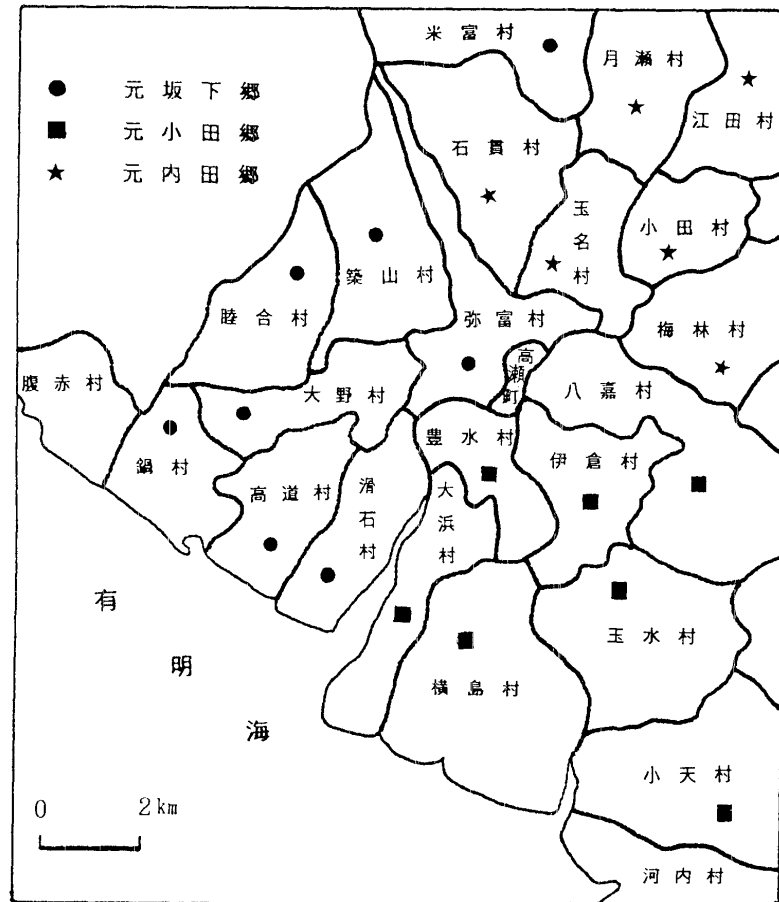 元坂下郷
元小田郷
元内田郷
米富村
月瀬村
江田村
石貫村
玉名村
小田村
築山村
睦合村
弥富村
梅林村
高瀬町
腹赤村
大野村
八嘉村
鍋村
高道村
滑石村
豊水村
大浜村
伊倉村
有明海
玉水村
横島村
小天村
0 2km
河内村